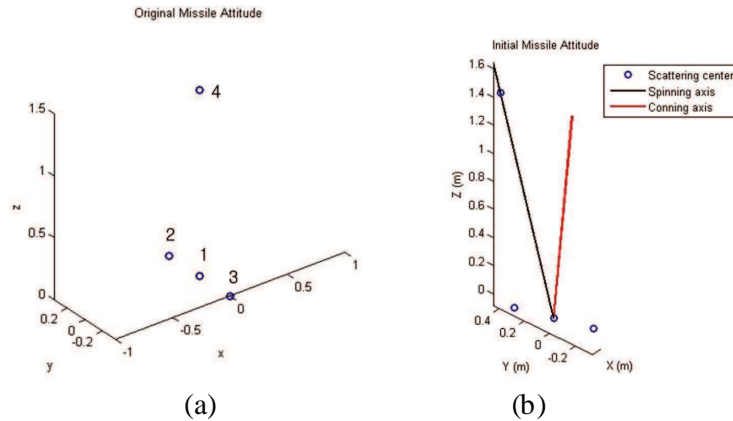 Original Missile Attitude
1.5
1
0.5
0
z
4
2
1
3
0.2
0
-0.2
y
-1
-0.5
0
0.5
1
x
(a)
Initial Missile Attitude
Scattering center
Spinning axis
Conning axis
1.6
1.4
1.2
1
0.8
0.6
0.4
0.2
0
Z (m)
0.4
0.2
0
-0.2
Y (m)
X (m)
(b)